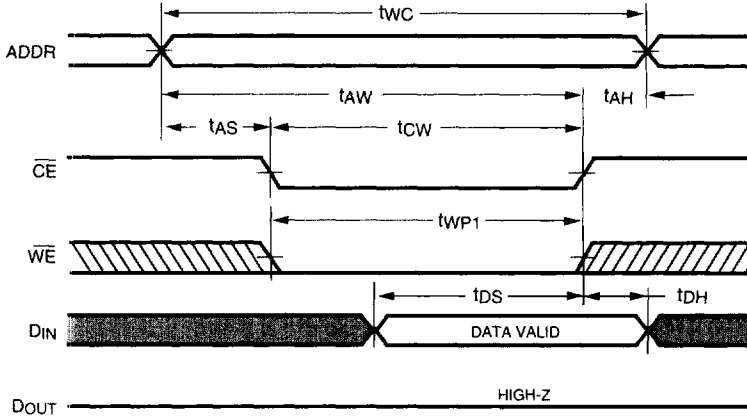 tWC
ADDR
tAW
tAH
tAS
tCW
CE
tWP1
WE
tDS
tDH
DIN
DATA VALID
HIGH-Z
DOUT